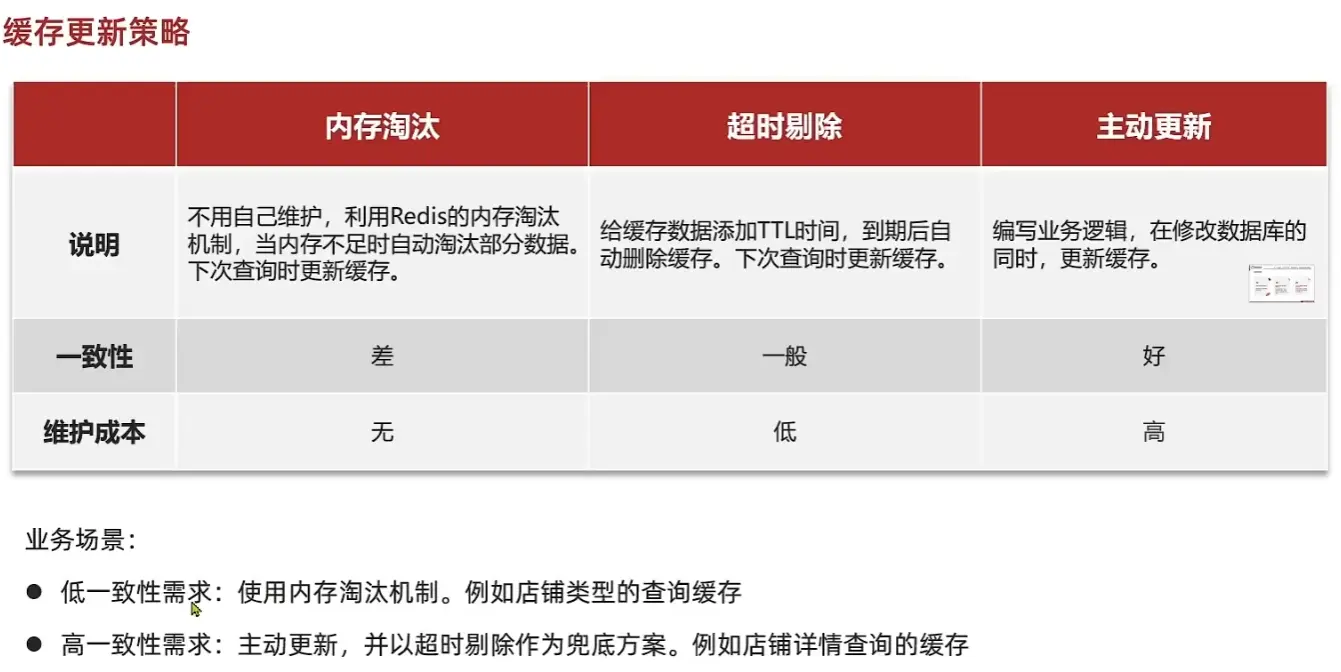 缓存更新策略
内存淘汰
超时剔除
主动更新
说明
不用自己维护，利用Redis的内存淘汰
机制，当内存不足时自动淘汰部分数据。
下次查询时更新缓存。
给缓存数据添加TTL时间，到期后自
动删除缓存。下次查询时更新缓存。
编写业务逻辑，在修改数据库的
同时，更新缓存。
一致性
差
一般
好
维护成本
无
低
高
业务场景：
● 低一致性需求：使用内存淘汰机制。例如店铺类型的查询缓存
● 高一致性需求：主动更新，并以超时剔除作为兜底方案。例如店铺详情查询的缓存